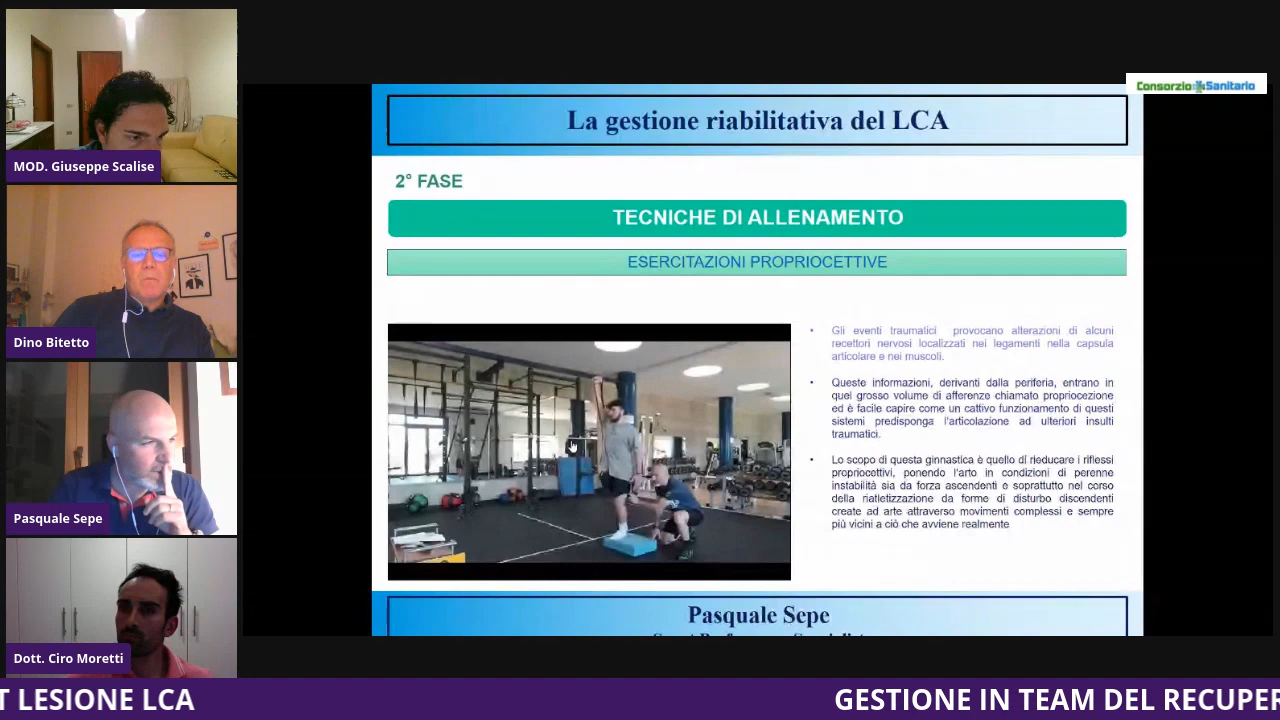 MOD. Giuseppe Scalise
Dino Bitetto
Pasquale Sepe
Dott. Ciro Moretti
Consorzio Sanitario
La gestione riabilitativa del LCA
2° FASE
TECNICHE DI ALLENAMENTO
ESERCITAZIONI PROPRIOCETTIVE
• Gli eventi traumatici provocano alterazioni di alcuni
recettori nervosi localizzati nei legamenti nella capsula
articolare e nei muscoli.
• Queste informazioni, derivanti dalla periferia, entrano in
quel grosso volume di afferenze chiamato propriocezione
ed è facile capire come un cattivo funzionamento di questi
sistemi predisponga l'articolazione ad ulteriori insulti
traumatici.
• Lo scopo di questa ginnastica è quello di rieducare i riflessi
propriocettivi, ponendo l'arto in condizioni di perenne
instabilità sia da forza ascendenti e soprattutto nel corso
della riatletizzazione da forme di disturbo discendenti
create ad arte attraverso movimenti complessi e sempre
più vicini a ciò che avviene realmente
Pasquale Sepe
T LESIONE LCA
GESTIONE IN TEAM DEL RECUPER